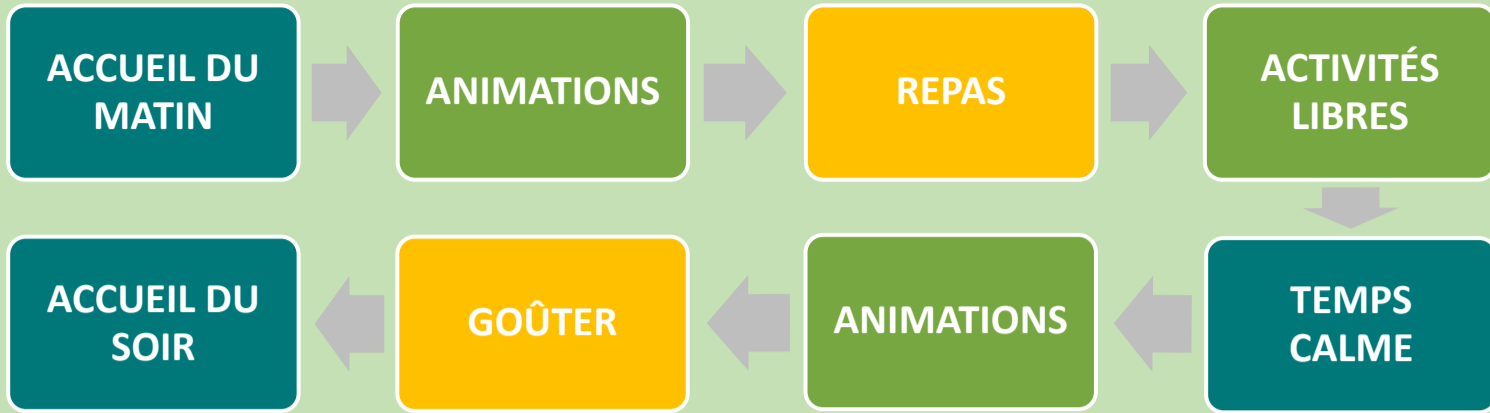 ACCUEIL DU
MATIN
ANIMATIONS
REPAS
ACTIVITÉS
LIBRES
TEMPS
CALME
ANIMATIONS
GOÛTER
ACCUEIL DU
SOIR